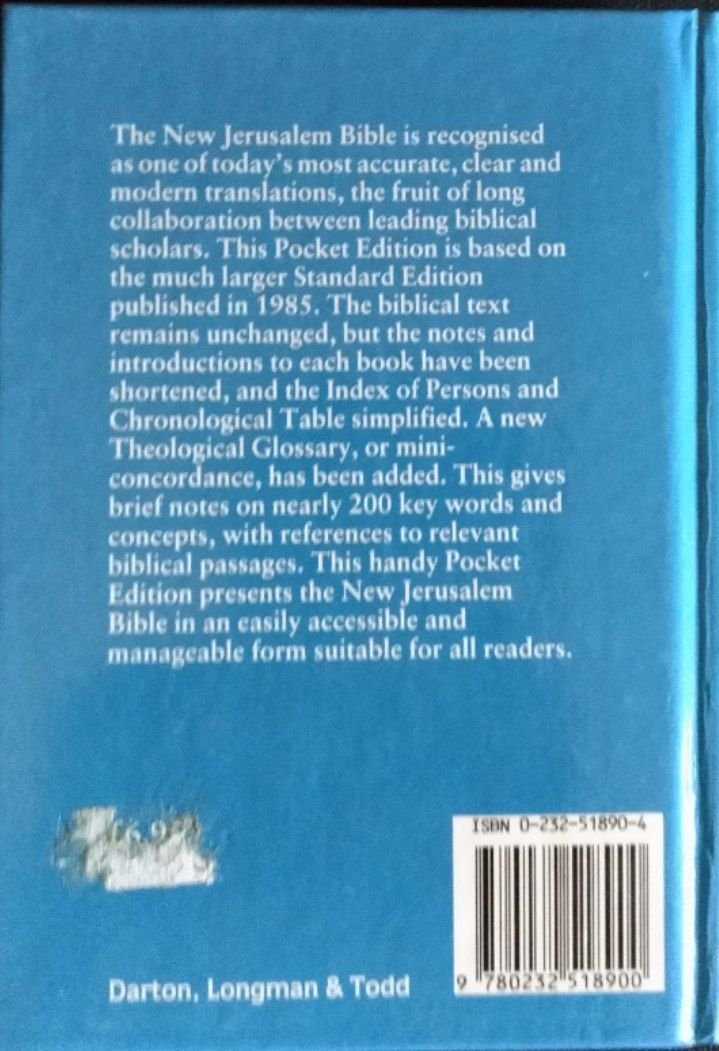 The New Jerusalem Bible is recognised
as one of today's most accurate, clear and
modern translations, the fruit of long
collaboration between leading biblical
scholars. This Pocket Edition is based on
the much larger Standard Edition
published in 1985. The biblical text
remains unchanged, but the notes and
introductions to each book have been
shortened, and the Index of Persons and
Chronological Table simplified. A new
Theological Glossary, or mini-
concordance, has been added. This gives
brief notes on nearly 200 key words and
concepts, with references to relevant
biblical passages. This handy Pocket
Edition presents the New Jerusalem
Bible in an easily accessible and
manageable form suitable for all readers.
ISBN 0-232-51890-4
9 780232 518900
Darton, Longman & Todd